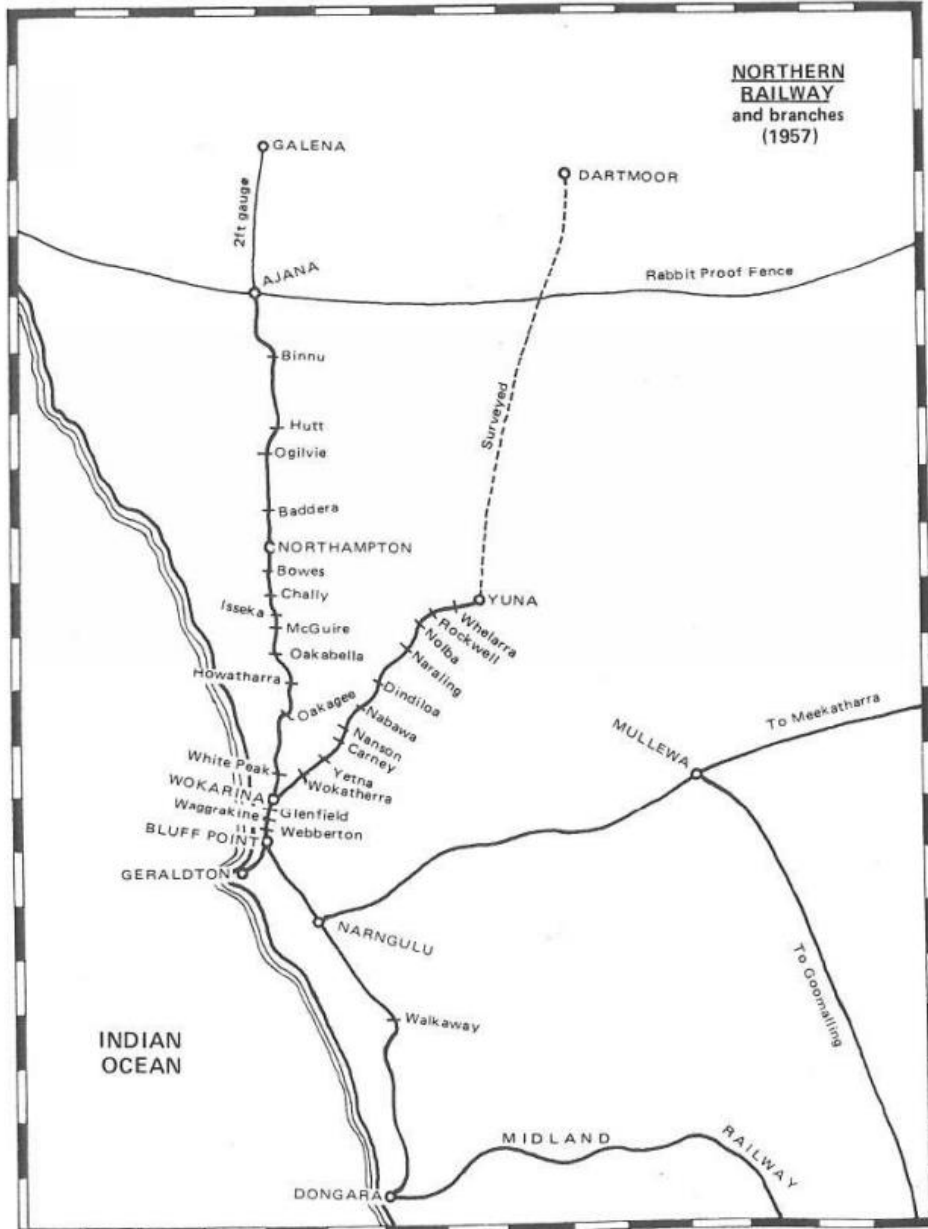 NORTHERN
RAILWAY
and branches
(1957)
GALENA
DARTMOOR
2ft gauge
AJANA
Rabbit Proof Fence
Binnu
Surveyed
Hutt
Ogilvie
Baddera
NORTHAMPTON
Bowes
Chally
Isseka
McGuire
Oakabella
Howatharra
Oakagee
White Peak
YUNA
Whelarra
Rockwell
Nolba
Naraling
Dindiloa
Nabawa
Nanson
Carney
Yetna
Wokatherra
WOKARINA
Glenfield
Waggrakine
Webberton
BLUFF POINT
GERALDTON
MULLEWA
To Meekatharra
NARNGULU
To Goomalling
Walkaway
INDIAN
OCEAN
MIDLAND RAILWAY
DONGARA